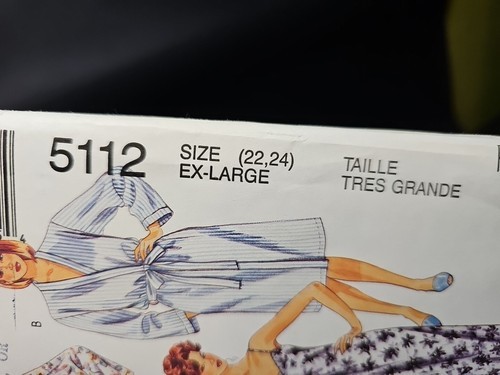 5112
SIZE (22,24)
EX-LARGE
TAILLE
TRES GRANDE
B